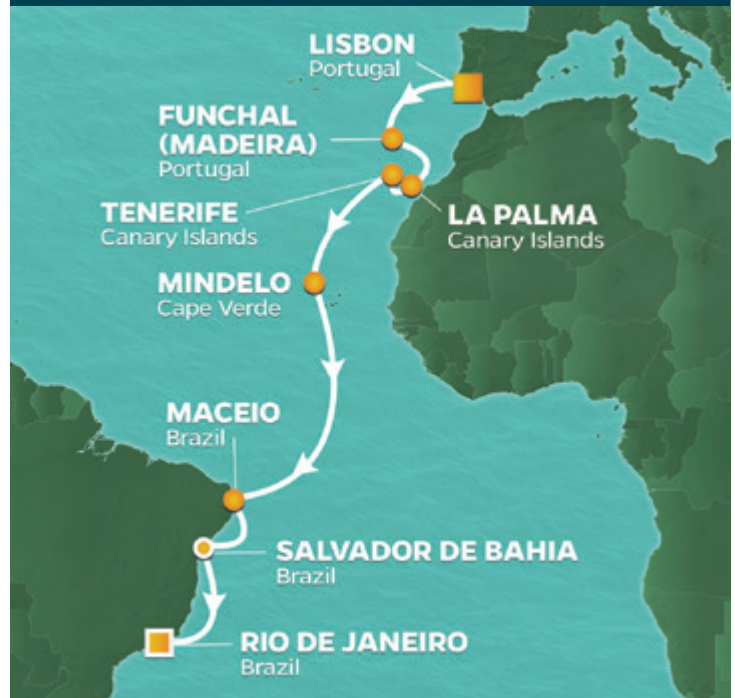 LISBON
Portugal
FUNCHAL
(MADEIRA)
Portugal
TENERIFE
Canary Islands
LA PALMA
Canary Islands
MINDELO
Cape Verde
MACEIO
Brazil
SALVADOR DE BAHIA
Brazil
RIO DE JANEIRO
Brazil